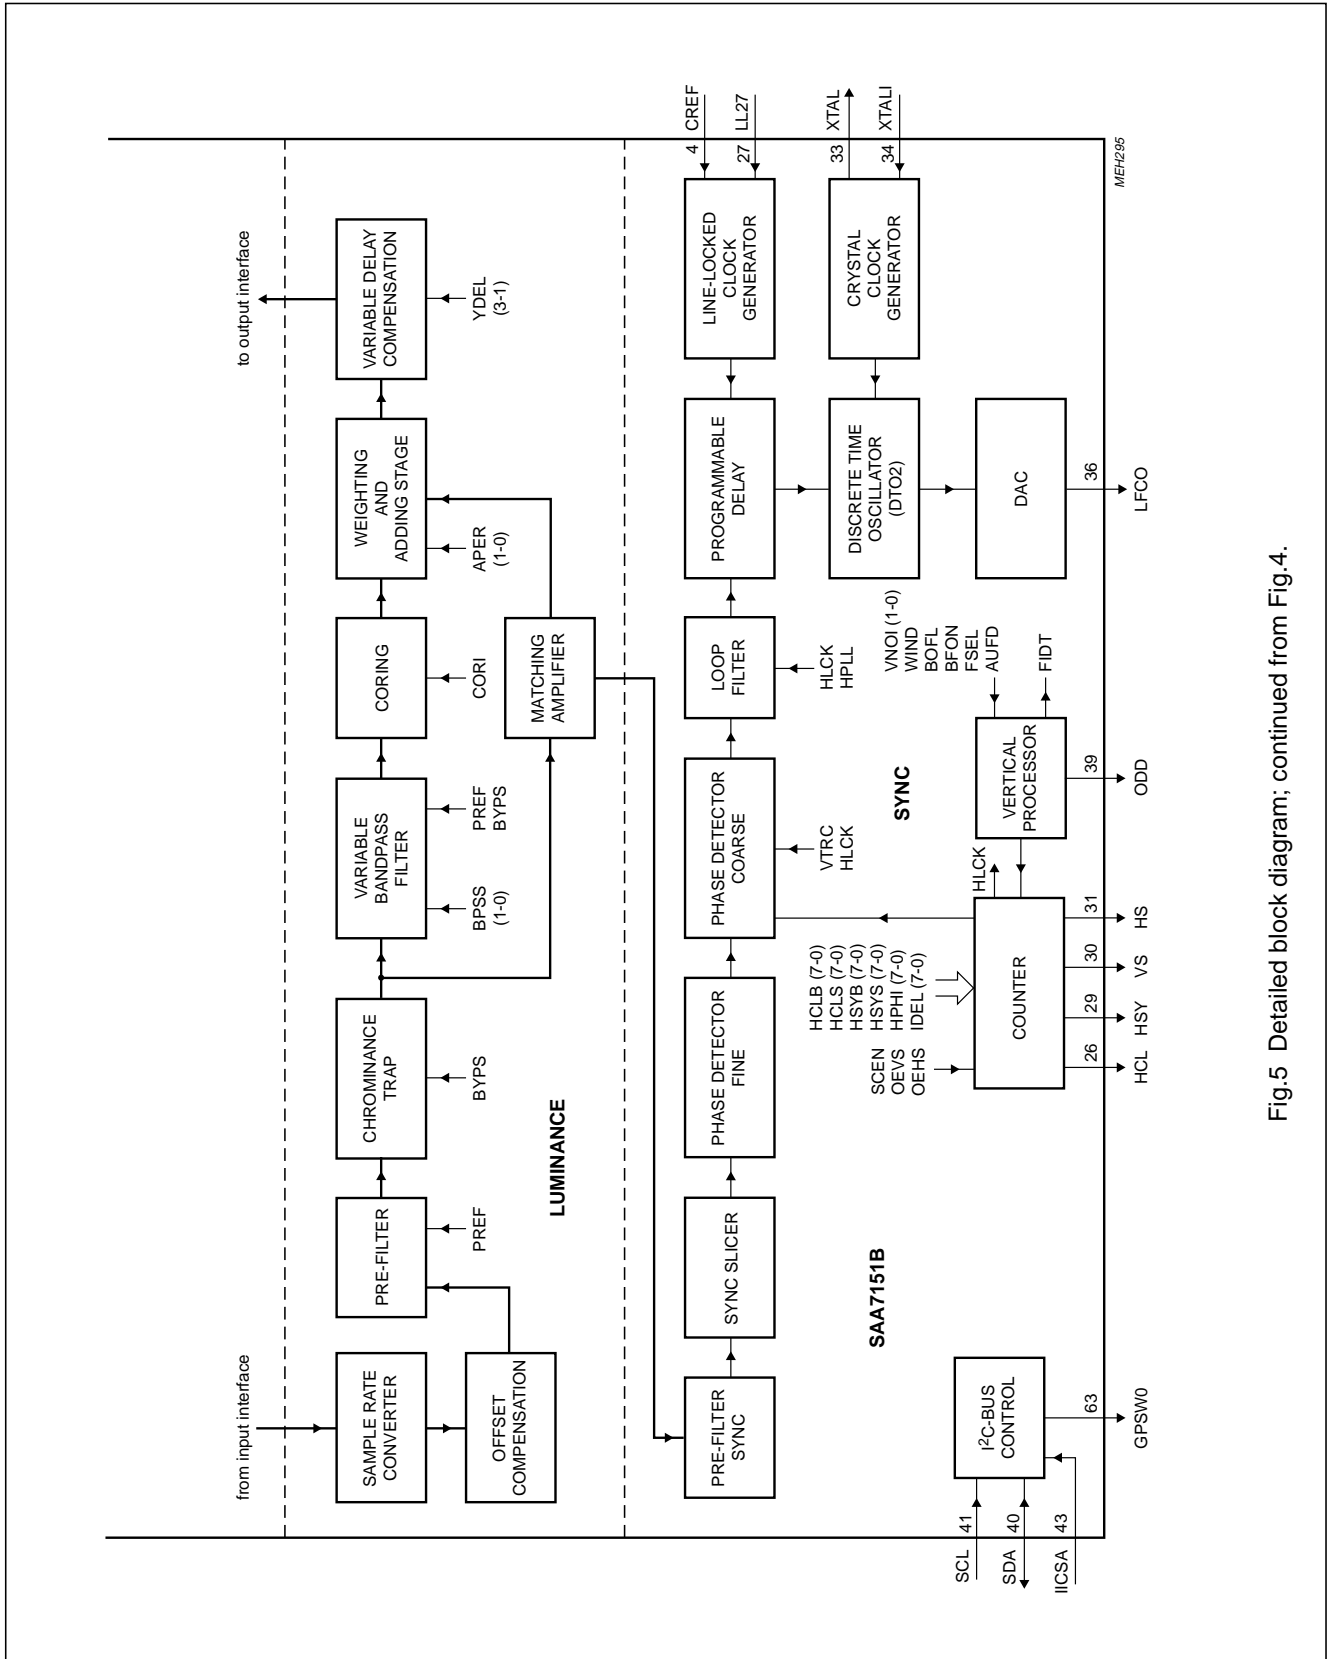 from input interface
to output interface
SAMPLE RATE
CONVERTER
OFFSET
COMPENSATION
PRE-FILTER
PREF
CHROMINANCE
TRAP
BYPS
VARIABLE
BANDPASS
FILTER
BPSS
(1-0)
PREF
BYPS
CORING
CORI
WEIGHTING
AND
ADDING STAGE
APER
(1-0)
VARIABLE DELAY
COMPENSATION
YDEL
(3-1)
MATCHING
AMPLIFIER
LUMINANCE
PRE-FILTER
SYNC
SYNC SLICER
PHASE DETECTOR
FINE
PHASE DETECTOR
COARSE
VTRC
HLCK
LOOP
FILTER
HLCK
HPLL
PROGRAMMABLE
DELAY
LINE-LOCKED
CLOCK
GENERATOR
4 CREF
27 LL27
CRYSTAL
CLOCK
GENERATOR
33 XTAL
34 XTALI
DISCRETE TIME
OSCILLATOR
(DTO2)
DAC
36
LFCO
SAA7151B
SYNC
VNOI (1-0)
WIND
BOFL
BFON
FSEL
AUFD
FIDT
VERTICAL
PROCESSOR
39
ODD
HLCK
HCLB (7-0)
HCLS (7-0)
HSYB (7-0)
HSYS (7-0)
HPHI (7-0)
IDEL (7-0)
SCEN
OEVS
OEHS
COUNTER
26
HCL
29
HSY
30
VS
31
HS
I2C-BUS
CONTROL
SCL 41
SDA 40
IICSA 43
63
GPSW0
MEH295
Fig.5 Detailed block diagram; continued from Fig.4.